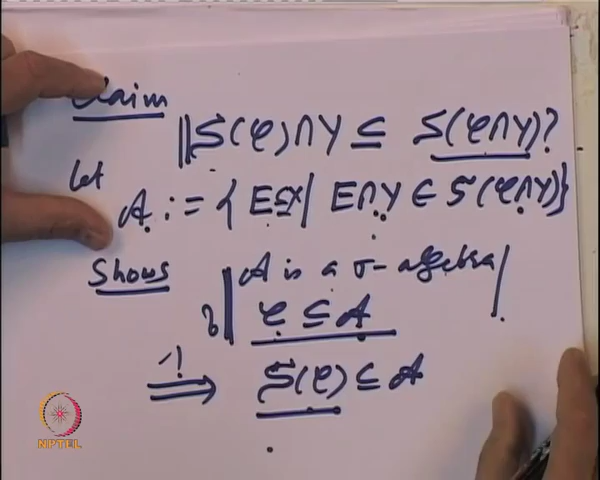 Claim
S(𝒞)∩Y ⊆ S(𝒞∩Y)?
Let
𝒜 := { E⊆X | E∩Y ∈ S(𝒞∩Y)}
Shows 𝒜 is a σ-algebra
𝒞 ⊆ 𝒜
⇒ S(𝒞) ⊆ 𝒜
NPTEL